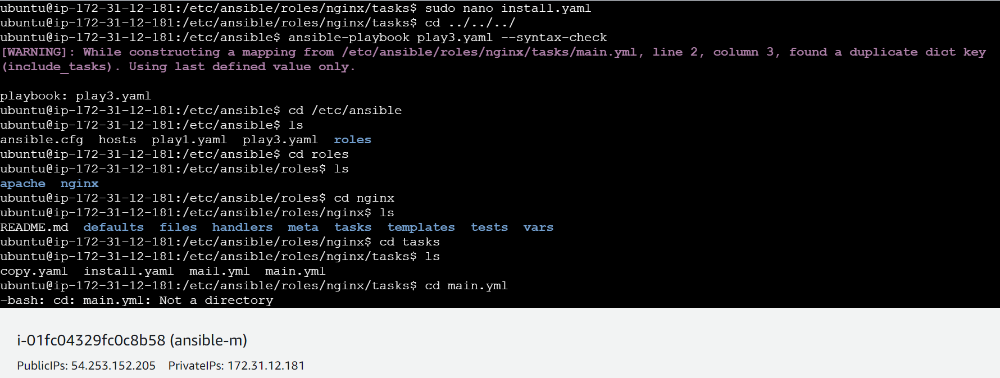 ubuntu@ip-172-31-12-181:/etc/ansible/roles/nginx/tasks$ sudo nano install.yaml
ubuntu@ip-172-31-12-181:/etc/ansible/roles/nginx/tasks$ cd ../../../
ubuntu@ip-172-31-12-181:/etc/ansible$ ansible-playbook play3.yaml --syntax-check
[WARNING]: While constructing a mapping from /etc/ansible/roles/nginx/tasks/main.yml, line 2, column 3, found a duplicate dict key
(include_tasks). Using last defined value only.
playbook: play3.yaml
ubuntu@ip-172-31-12-181:/etc/ansible$ cd /etc/ansible
ubuntu@ip-172-31-12-181:/etc/ansible$ ls
ansible.cfg  hosts  play1.yaml  play3.yaml  roles
ubuntu@ip-172-31-12-181:/etc/ansible$ cd roles
ubuntu@ip-172-31-12-181:/etc/ansible/roles$ ls
apache  nginx
ubuntu@ip-172-31-12-181:/etc/ansible/roles$ cd nginx
ubuntu@ip-172-31-12-181:/etc/ansible/roles/nginx$ ls
README.md  defaults  files  handlers  meta  tasks  templates  tests  vars
ubuntu@ip-172-31-12-181:/etc/ansible/roles/nginx$ cd tasks
ubuntu@ip-172-31-12-181:/etc/ansible/roles/nginx/tasks$ ls
copy.yaml  install.yaml  mail.yml  main.yml
ubuntu@ip-172-31-12-181:/etc/ansible/roles/nginx/tasks$ cd main.yml
-bash: cd: main.yml: Not a directory
i-01fc04329fc0c8b58 (ansible-m)
PublicIPs: 54.253.152.205  PrivateIPs: 172.31.12.181